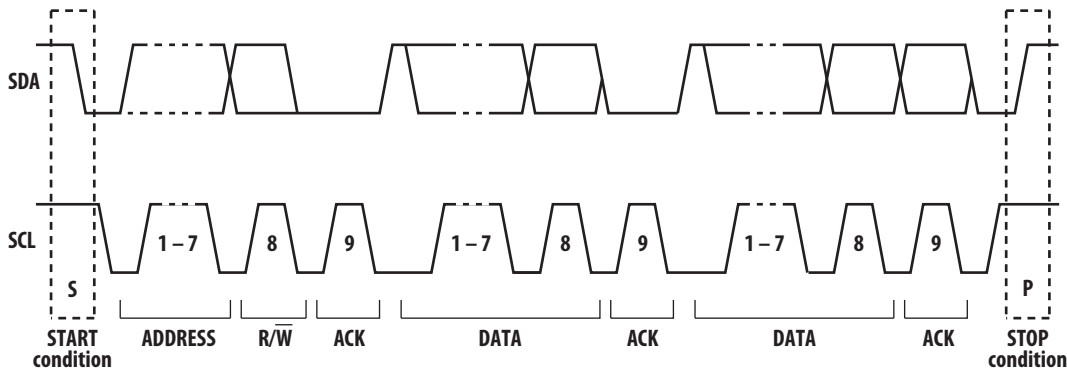 SDA
SCL
1 – 7 8 9 1 – 7 8 9 1 – 7 8 9
S P
START condition ADDRESS R/W̅ ACK DATA ACK DATA ACK STOP condition